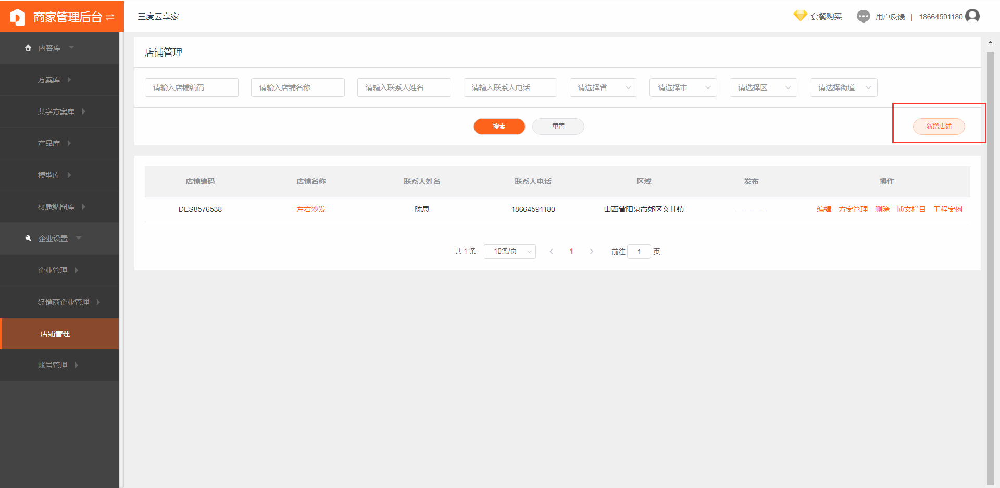 商家管理后台
三度云享家
套餐购买
用户反馈 | 18664591180
内容库
方案库
共享方案库
产品库
模型库
材质贴图库
企业设置
企业管理
经销商企业管理
店铺管理
账号管理
店铺管理
请输入店铺编码 请输入店铺名称 请输入联系人姓名 请输入联系人电话 请选择省 请选择市 请选择区 请选择街道
搜索 重置 新增店铺
店铺编码 店铺名称 联系人姓名 联系人电话 区域 发布 操作
DES8576538 左右沙发 陈思 18664591180 山西省阳泉市郊区义井镇 ———— 编辑 方案管理 删除 博文栏目 工程案例
共 1 条 10条/页 1 前往 1 页